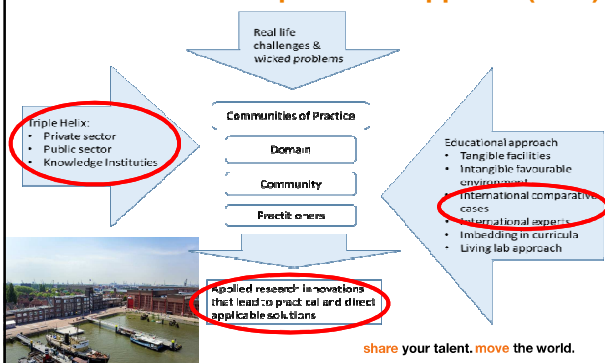 Real life
challenges &
wicked problems
Triple Helix:
• Private sector
• Public sector
• Knowledge Instituties
Communities of Practice
Domain
Community
Practitioners
Applied research innovations
that lead to practical and direct
applicable solutions
Educational approach
• Tangible facilities
• Intangible favourable
environment
• International comparative
cases
• International experts
• Imbedding in curricula
• Living lab approach
share your talent. move the world.